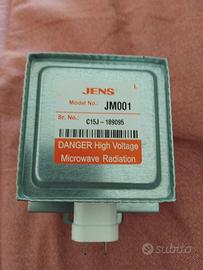 JENS
L
Model No.: JM001
Sr. No.: C15J-189095
DANGER High Voltage
Microwave Radiation
subito